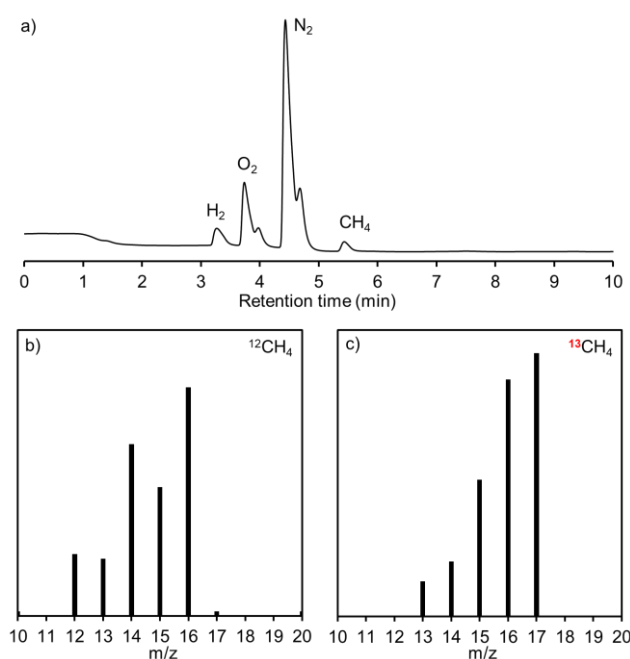 a)
N₂
O₂
H₂
CH₄
0 1 2 3 4 5 6 7 8 9 10
Retention time (min)
b) ¹²CH₄
10 11 12 13 14 15 16 17 18 19 20
m/z
c) ¹³CH₄
10 11 12 13 14 15 16 17 18 19 20
m/z